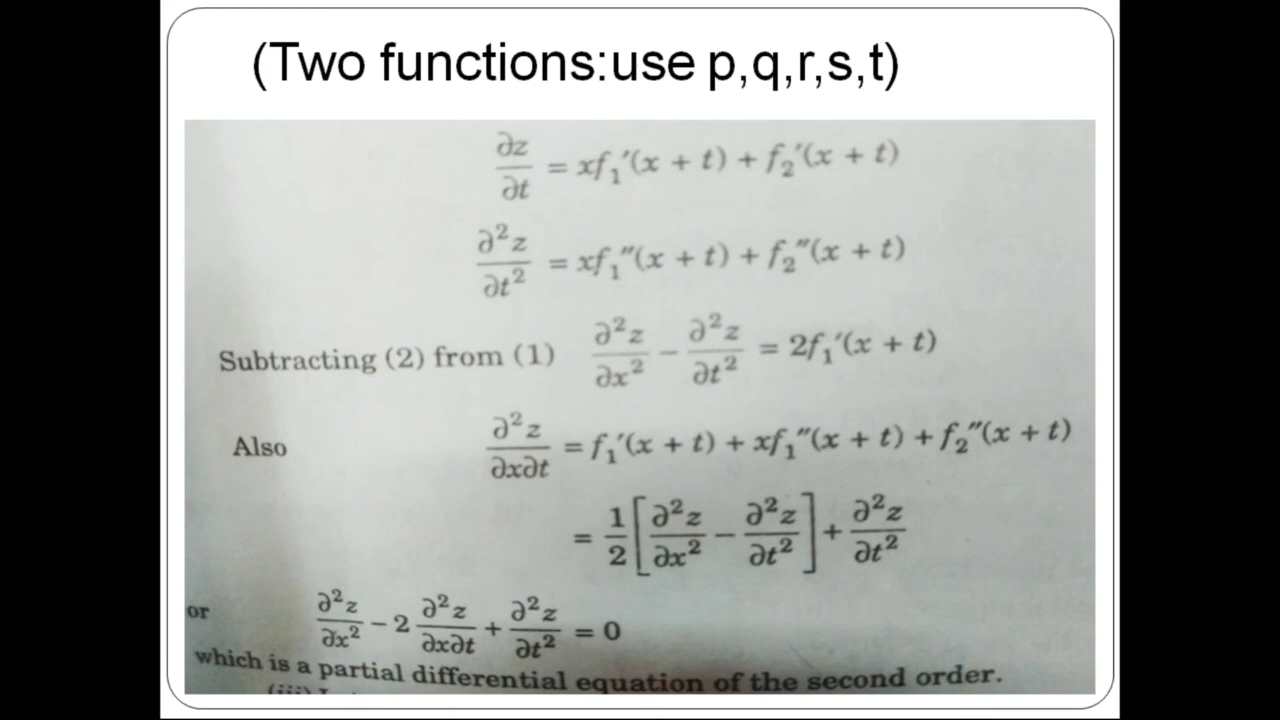 (Two functions:use p,q,r,s,t)
∂z/∂t = xf₁′(x + t) + f₂′(x + t)
∂²z/∂t² = xf₁″(x + t) + f₂″(x + t)
Subtracting (2) from (1) ∂²z/∂x² − ∂²z/∂t² = 2f₁′(x + t)
Also ∂²z/∂x∂t = f₁′(x + t) + xf₁″(x + t) + f₂″(x + t)
= 1/2 [∂²z/∂x² − ∂²z/∂t²] + ∂²z/∂t²
or ∂²z/∂x² − 2 ∂²z/∂x∂t + ∂²z/∂t² = 0
which is a partial differential equation of the second order.